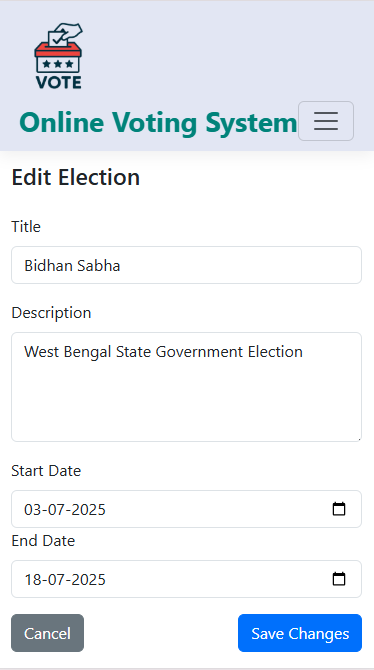 VOTE
Online Voting System
Edit Election
Title
Bidhan Sabha
Description
West Bengal State Government Election
Start Date
03-07-2025
End Date
18-07-2025
Cancel
Save Changes